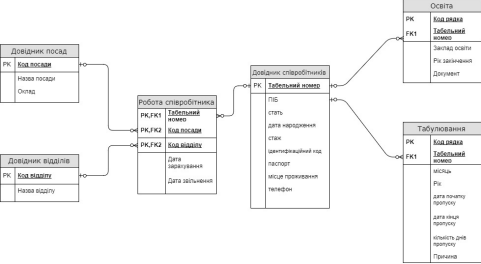 Довідник посад
PK Код посади
Назва посади
Оклад
Довідник відділів
PK Код відділу
Назва відділу
Робота співробітника
PK,FK1 Табельний
номер
PK,FK2 Код посади
PK,FK2 Код відділу
Дата
зарахування
Дата звільнення
Довідник співробітників
PK Табельний номер
ПІБ
стать
дата народження
стаж
ідентифікаційний код
паспорт
місце проживання
телефон
Освіта
PK Код рядка
FK1 Табельний
номер
Заклад освіти
Рік закінчення
Документ
Табулювання
PK Код рядка
FK1 Табельний
номер
місяць
Рік
дата початку
пропуску
дата кінця
пропуску
кількість днів
пропуску
Причина